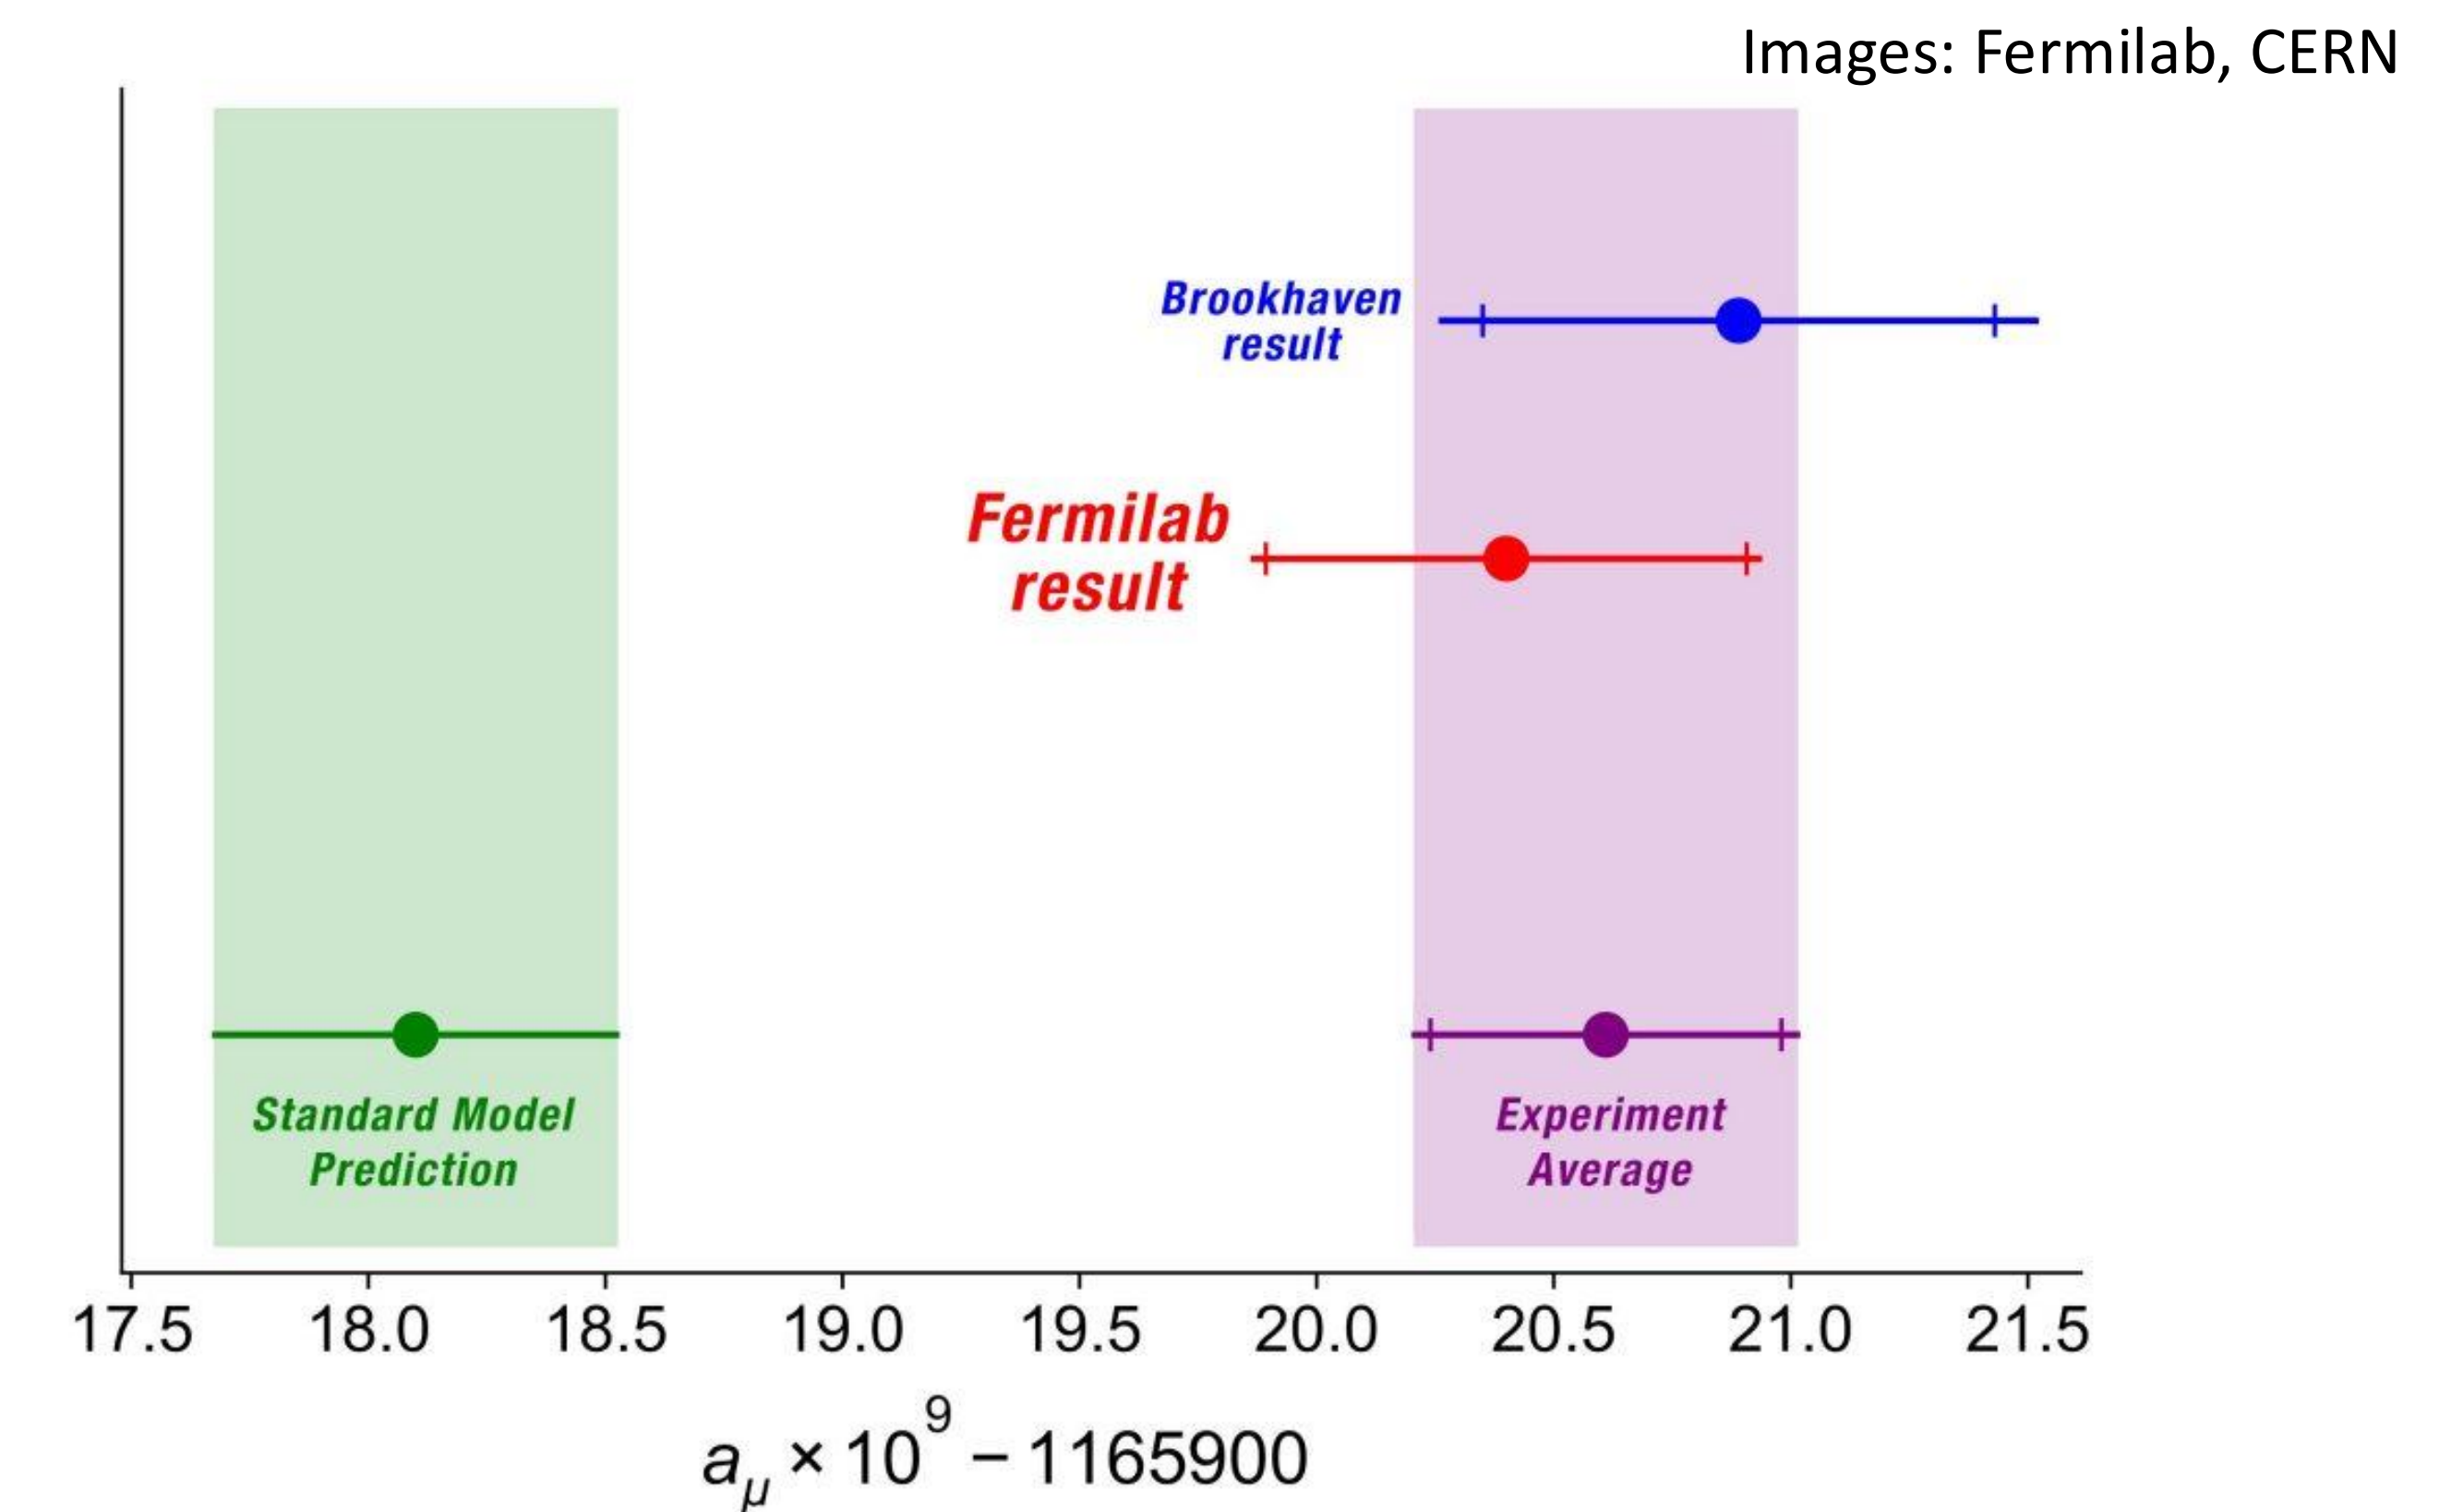 Images: Fermilab, CERN
Brookhaven
result
Fermilab
result
Standard Model
Prediction
Experiment
Average
17.5 18.0 18.5 19.0 19.5 20.0 20.5 21.0 21.5
aμ × 10⁹ – 1165900